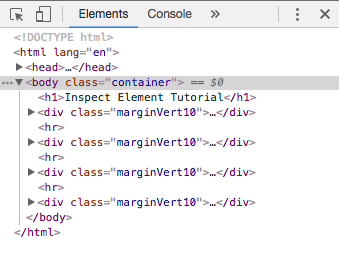 Elements Console »
<!DOCTYPE html>
<html lang="en">
<head>…</head>
…<body class="container"> == $0
<h1>Inspect Element Tutorial</h1>
<div class="marginVert10">…</div>
<hr>
<div class="marginVert10">…</div>
<hr>
<div class="marginVert10">…</div>
<hr>
<div class="marginVert10">…</div>
</body>
</html>